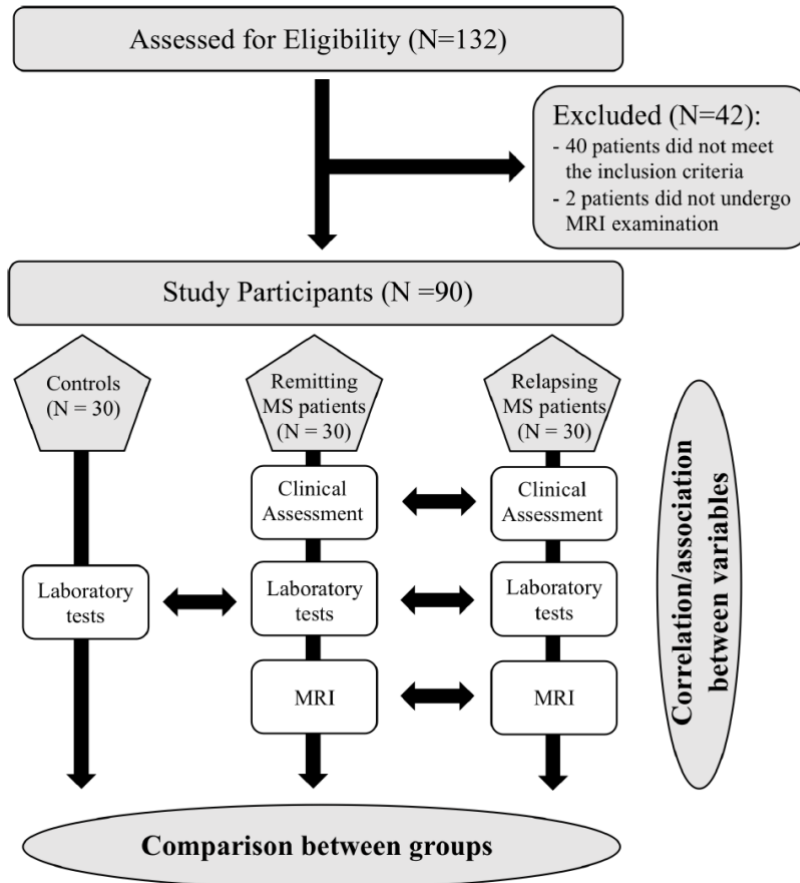 Assessed for Eligibility (N=132)
Excluded (N=42):
- 40 patients did not meet
the inclusion criteria
- 2 patients did not undergo
MRI examination
Study Participants (N =90)
Controls
(N = 30)
Remitting
MS patients
(N = 30)
Relapsing
MS patients
(N = 30)
Clinical
Assessment
Clinical
Assessment
Laboratory
tests
Laboratory
tests
Laboratory
tests
MRI
MRI
Correlation/association
between variables
Comparison between groups